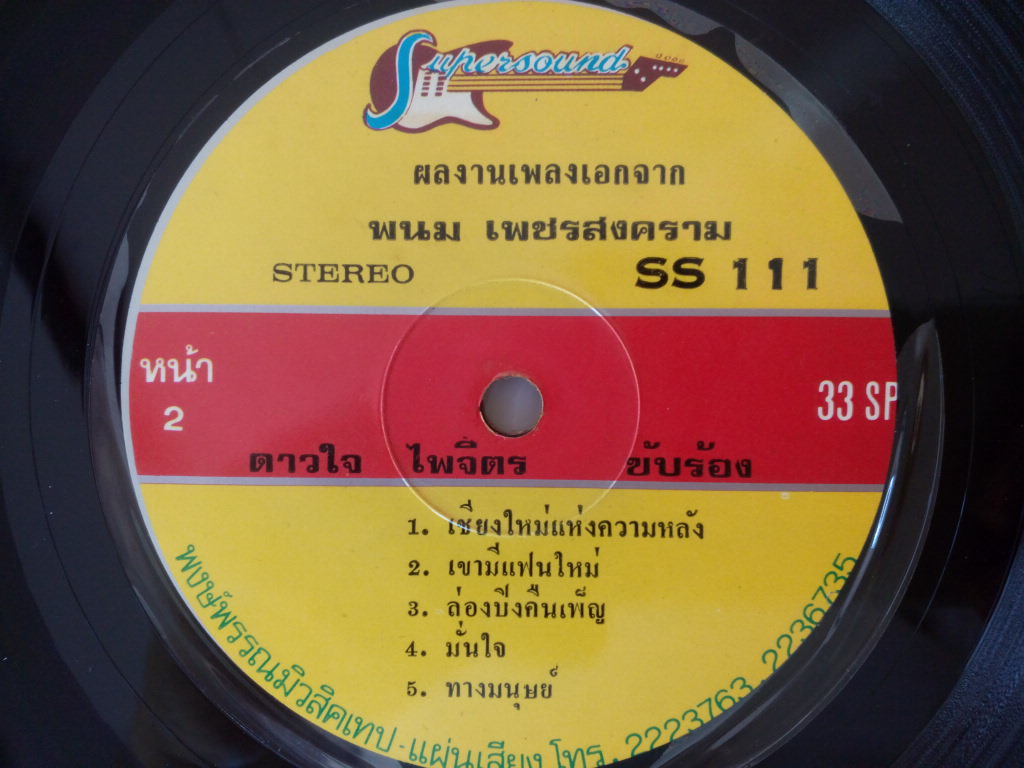 Supersound
ผลงานเพลงเอกจาก
พนม เพชรสงคราม
STEREO SS 111
หน้า
2
33 SP
ดาวใจ ไพจิตร ขับร้อง
1. เชียงใหม่แห่งความหลัง
2. เขามีแฟนใหม่
3. ล่องปิงคืนเพ็ญ
4. มั่นใจ
5. ทางมนุษย์
พงษ์พรรณมิวสิคเทป-แผ่นเสียง โทร. 2223763-2236735